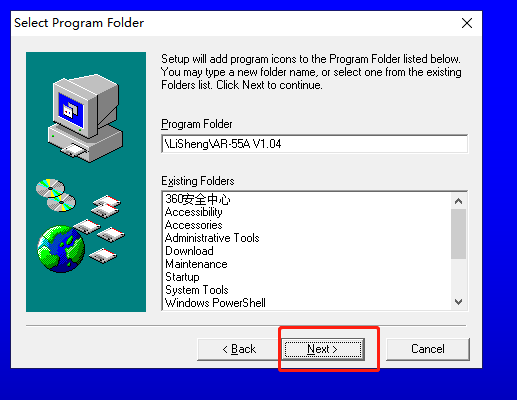 Select Program Folder
Setup will add program icons to the Program Folder listed below.
You may type a new folder name, or select one from the existing
Folders list. Click Next to continue.
Program Folder
\LiSheng\AR-55A V1.04
Existing Folders
360安全中心
Accessibility
Accessories
Administrative Tools
Download
Maintenance
Startup
System Tools
Windows PowerShell
< Back
Next >
Cancel